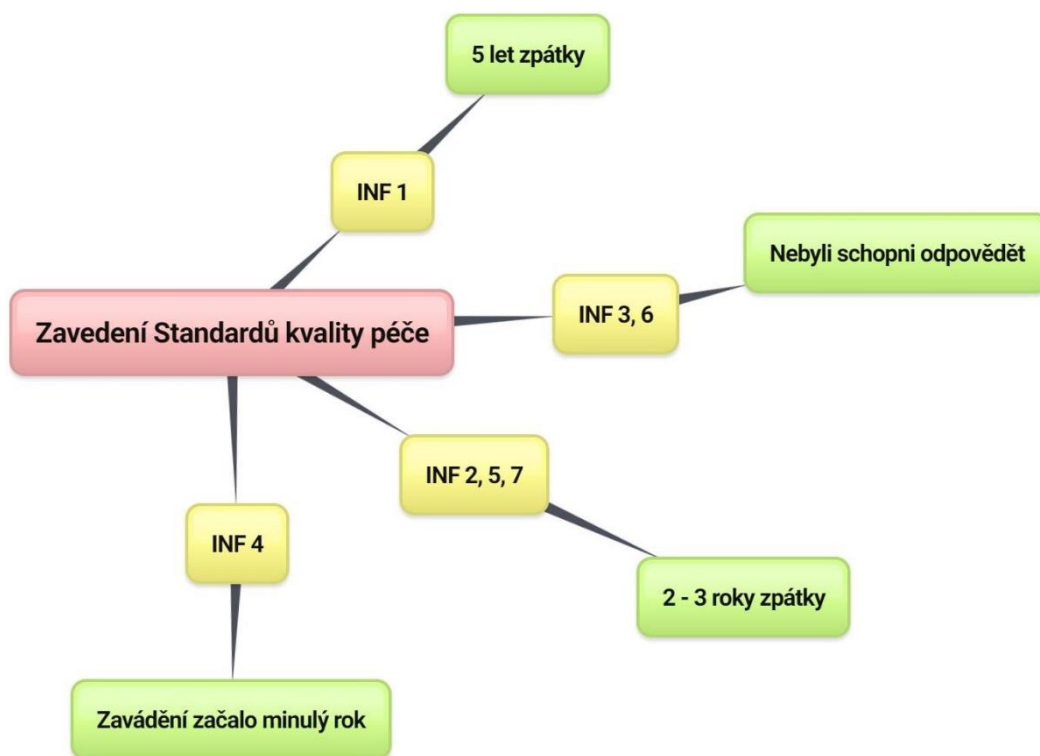 5 let zpátky
INF 1
Nebyli schopni odpovědět
INF 3, 6
Zavedení Standardů kvality péče
INF 2, 5, 7
INF 4
2 - 3 roky zpátky
Zavádění začalo minulý rok